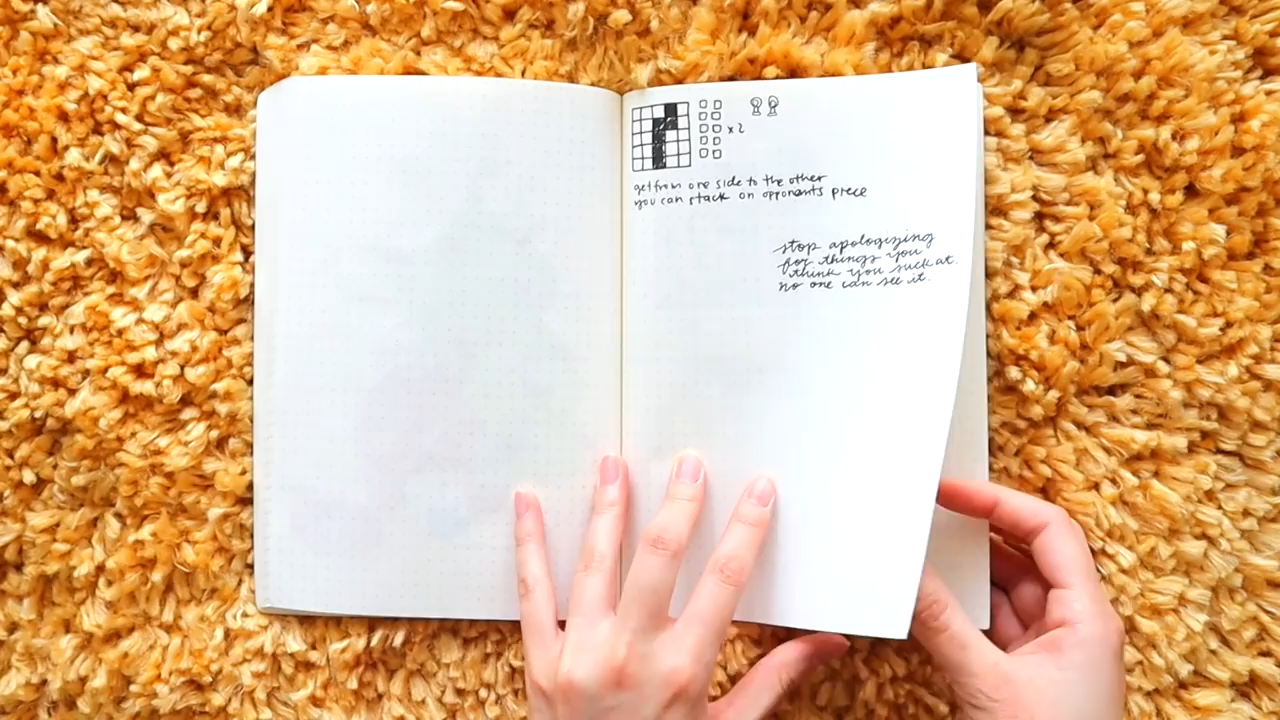 x2
get from one side to the other
you can stack on opponents piece
stop apologizing
for things you
think you suck at.
no one can see it.